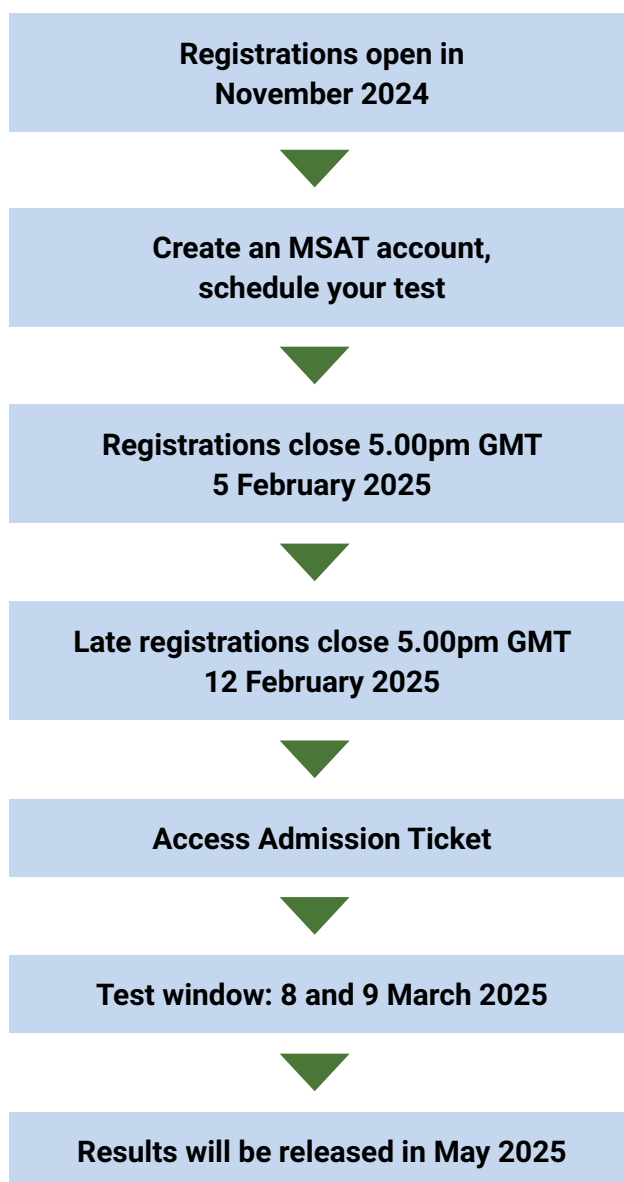 Registrations open in
November 2024
Create an MSAT account,
schedule your test
Registrations close 5.00pm GMT
5 February 2025
Late registrations close 5.00pm GMT
12 February 2025
Access Admission Ticket
Test window: 8 and 9 March 2025
Results will be released in May 2025